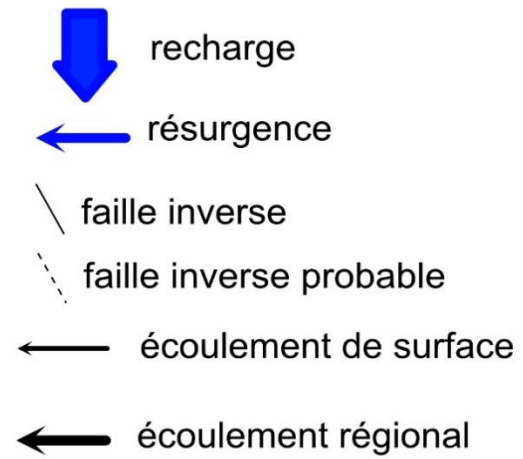 recharge
résurgence
faille inverse
faille inverse probable
écoulement de surface
écoulement régional